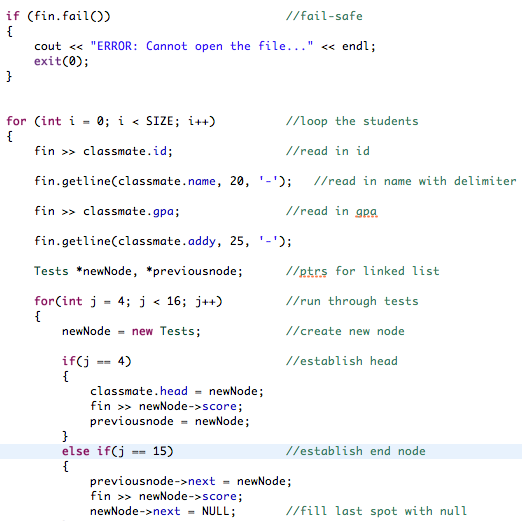 if (fin.fail()) //fail-safe
{
cout << "ERROR: Cannot open the file..." << endl;
exit(0);
}
for (int i = 0; i < SIZE; i++) //loop the students
{
fin >> classmate.id; //read in id
fin.getline(classmate.name, 20, '-'); //read in name with delimiter
fin >> classmate.gpa; //read in gpa
fin.getline(classmate.addy, 25, '-');
Tests *newNode, *previousnode; //ptrs for linked list
for(int j = 4; j < 16; j++) //run through tests
{
newNode = new Tests; //create new node
if(j == 4) //establish head
{
classmate.head = newNode;
fin >> newNode->score;
previousnode = newNode;
}
else if(j == 15) //establish end node
{
previousnode->next = newNode;
fin >> newNode->score;
newNode->next = NULL; //fill last spot with null